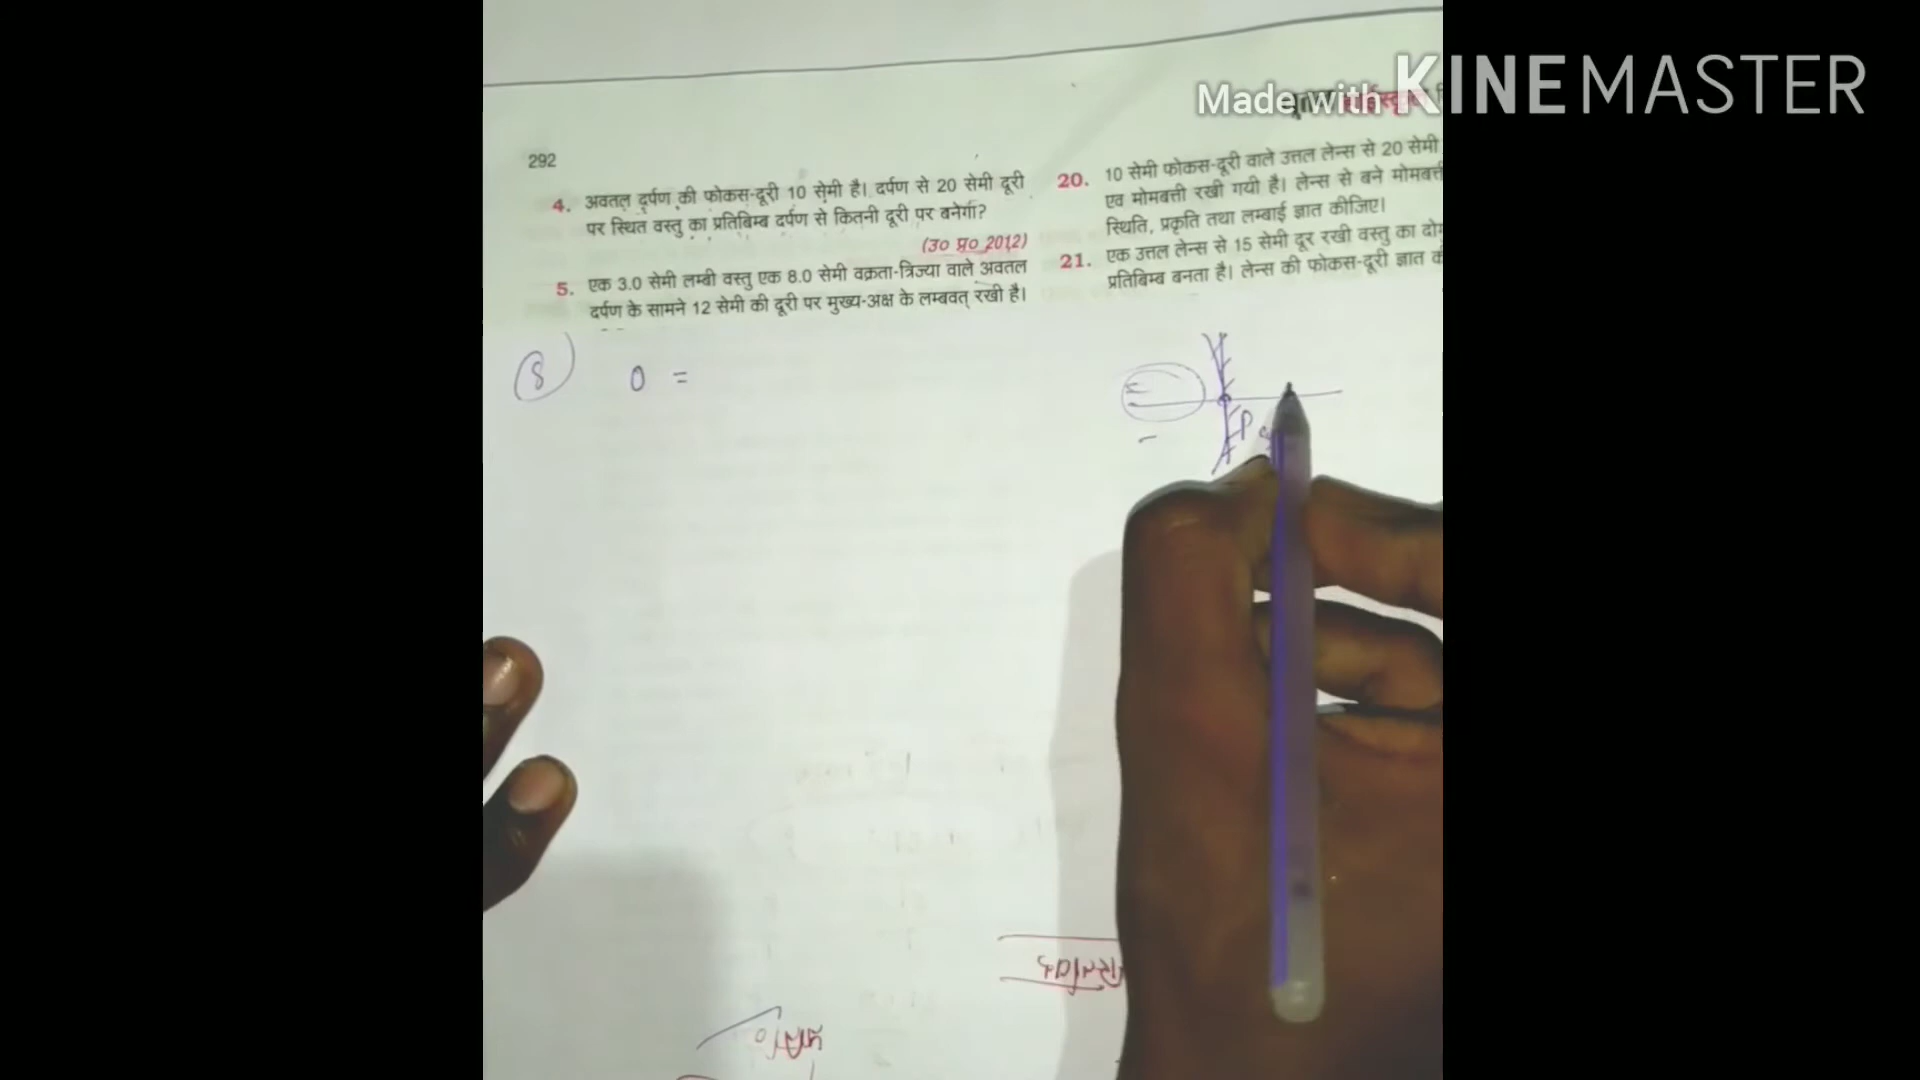 Made with KINEMASTER
292
4. अवतल दर्पण की फोकस-दूरी 10 सेमी है। दर्पण से 20 सेमी दूरी
पर स्थित वस्तु का प्रतिबिम्ब दर्पण से कितनी दूरी पर बनेगा?
(उ० प्र० 2012)
5. एक 3.0 सेमी लम्बी वस्तु एक 8.0 सेमी वक्रता-त्रिज्या वाले अवतल
दर्पण के सामने 12 सेमी की दूरी पर मुख्य-अक्ष के लम्बवत् रखी है।
20. 10 सेमी फोकस-दूरी वाले उत्तल लेन्स से 20 सेमी
एव मोमबत्ती रखी गयी है। लेन्स से बने मोमबत्ती
स्थिति, प्रकृति तथा लम्बाई ज्ञात कीजिए।
21. एक उत्तल लेन्स से 15 सेमी दूर रखी वस्तु का
प्रतिबिम्ब बनता है। लेन्स की फोकस-दूरी ज्ञात
8 O =
P